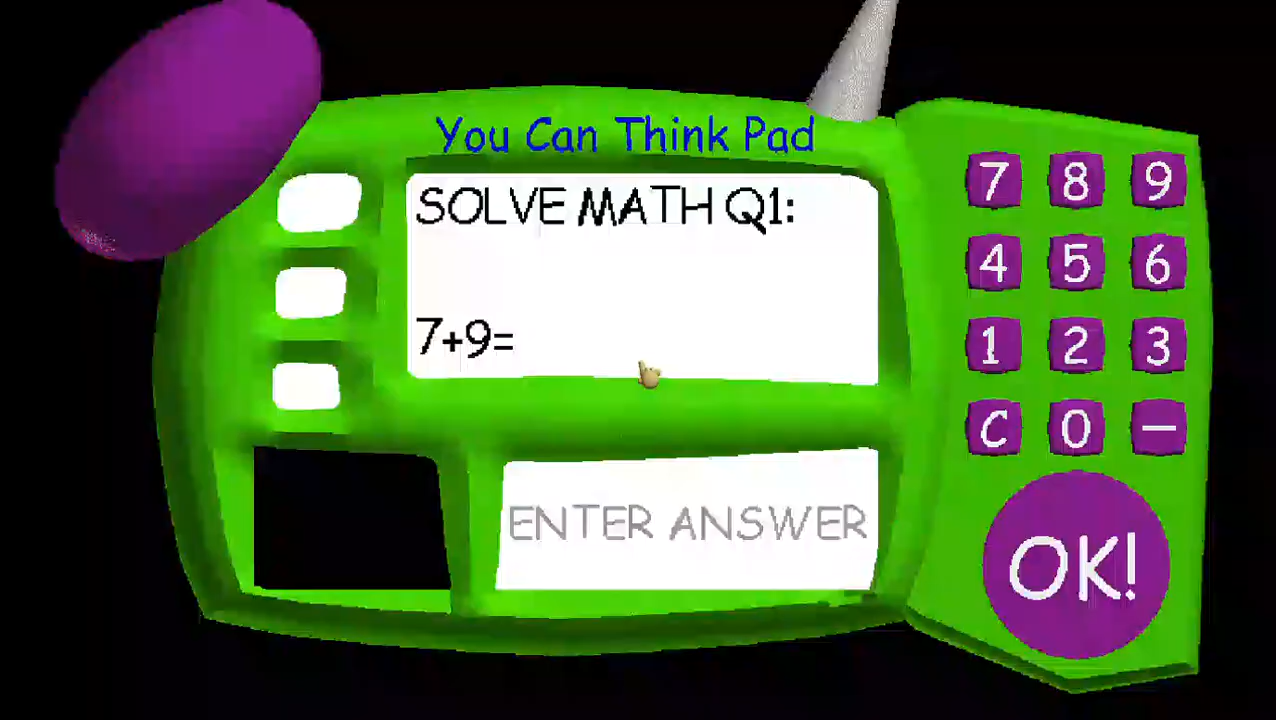 You Can Think Pad
SOLVE MATH Q1:
7+9=
ENTER ANSWER
7 8 9
4 5 6
1 2 3
C 0 —
OK!